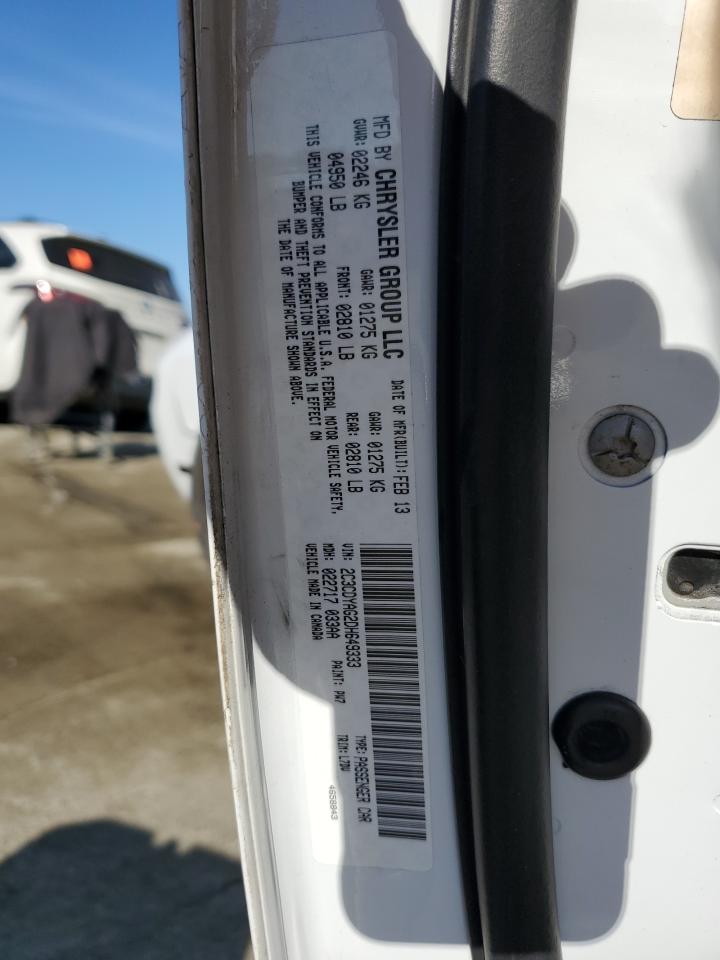 MFD BY CHRYSLER GROUP LLC
DATE OF MFR(BUILT): FEB 13
GVWR: 02246 KG
GAWR: 01275 KG
GAWR: 01275 KG
04950 LB
FRONT: 02810 LB
REAR: 02810 LB
THIS VEHICLE CONFORMS TO ALL APPLICABLE U.S.A. FEDERAL MOTOR VEHICLE SAFETY,
BUMPER AND THEFT PREVENTION STANDARDS IN EFFECT ON
THE DATE OF MANUFACTURE SHOWN ABOVE.
VIN: 2C3CDYAG2DH649333
TYPE: PASSENGER CAR
MDH: 022717 033AA
PAINT: PW7
TRIM: L7DV
VEHICLE MADE IN CANADA
4658843